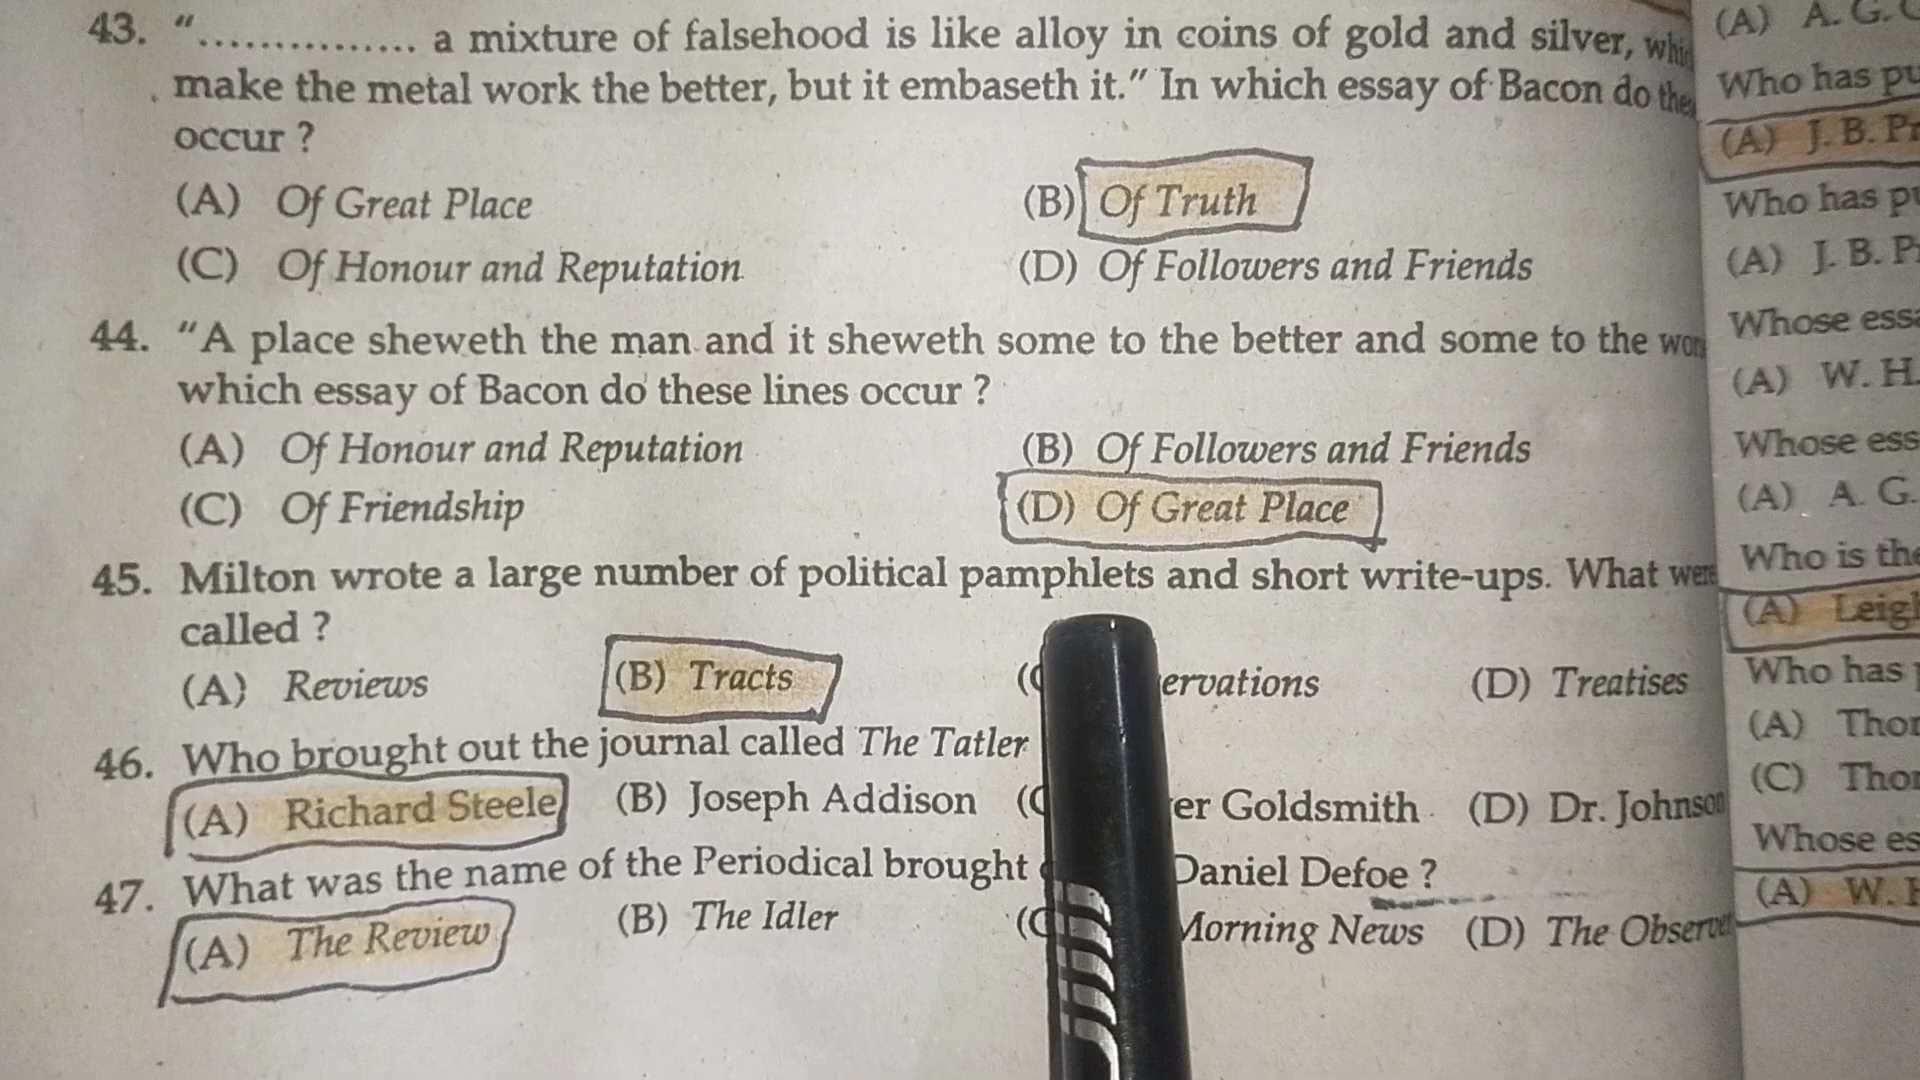 43. "............... a mixture of falsehood is like alloy in coins of gold and silver,
make the metal work the better, but it embaseth it." In which essay of Bacon do
occur ?
(A) Of Great Place (B) Of Truth
(C) Of Honour and Reputation (D) Of Followers and Friends
44. "A place sheweth the man and it sheweth some to the better and some to the
which essay of Bacon do these lines occur ?
(A) Of Honour and Reputation (B) Of Followers and Friends
(C) Of Friendship (D) Of Great Place
45. Milton wrote a large number of political pamphlets and short write-ups. What were
called ?
(A) Reviews (B) Tracts ervations (D) Treatises
46. Who brought out the journal called The Tatler
(A) Richard Steele (B) Joseph Addison er Goldsmith (D) Dr. Johnson
47. What was the name of the Periodical brought Daniel Defoe ?
(A) The Review (B) The Idler Morning News (D) The Observe
(A) A. G.
Who has pu
(A) J. B. Pr
Who has pu
(A) J. B. Pr
Whose essa
(A) W. H.
Whose ess
(A) A. G.
Who is the
(A) Leigh
Who has
(A) Thor
(C) Thor
Whose es
(A) W. H